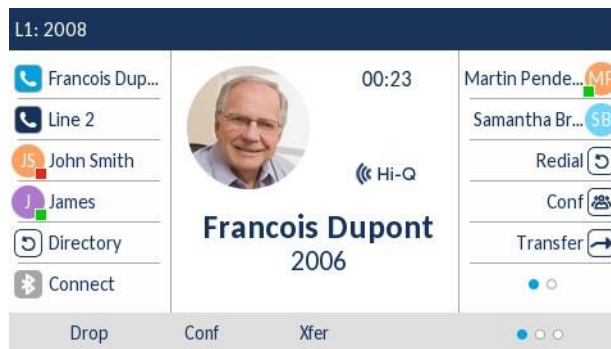 L1: 2008
Francois Dup...
Line 2
JS John Smith
J James
Directory
Connect
00:23
Hi-Q
Francois Dupont
2006
Martin Pende... MP
Samantha Br... SB
Redial
Conf
Transfer
Drop Conf Xfer